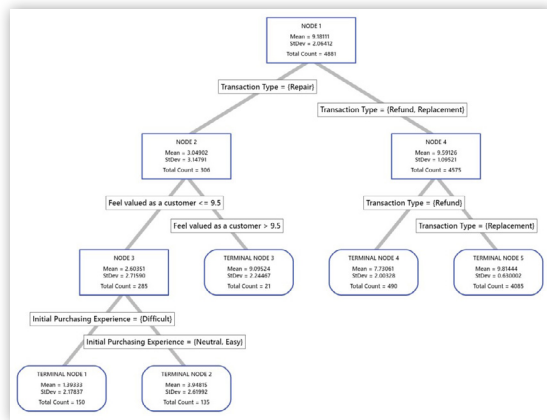 NODE 1
Mean = 9.18111
StDev = 2.06412
Total Count = 4881
Transaction Type = {Repair}
Transaction Type = {Refund, Replacement}
NODE 2
Mean = 3.04902
StDev = 3.14791
Total Count = 306
NODE 4
Mean = 9.59126
StDev = 1.09521
Total Count = 4575
Feel valued as a customer <= 9.5
Feel valued as a customer > 9.5
Transaction Type = {Refund}
Transaction Type = {Replacement}
NODE 3
Mean = 2.60351
StDev = 2.71590
Total Count = 285
TERMINAL NODE 3
Mean = 9.09524
StDev = 2.24467
Total Count = 21
TERMINAL NODE 4
Mean = 7.73061
StDev = 2.00328
Total Count = 490
TERMINAL NODE 5
Mean = 9.81444
StDev = 0.630002
Total Count = 4085
Initial Purchasing Experience = {Difficult}
Initial Purchasing Experience = {Neutral, Easy}
TERMINAL NODE 1
Mean = 1.39333
StDev = 2.17837
Total Count = 150
TERMINAL NODE 2
Mean = 3.94815
StDev = 2.61992
Total Count = 135